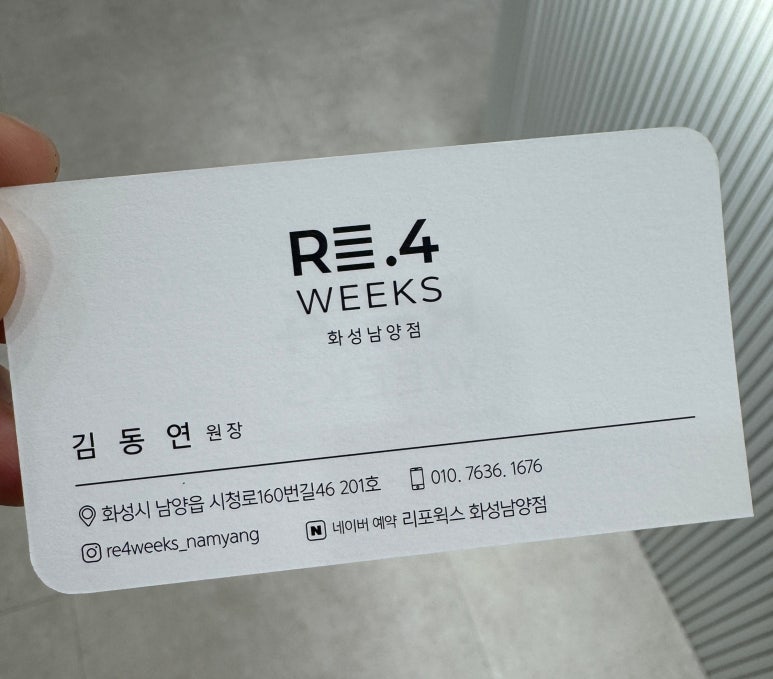 RE.4
WEEKS
화성남양점
김동연 원장
화성시 남양읍 시청로160번길46 201호 010. 7636. 1676
re4weeks_namyang N 네이버 예약 리포윅스 화성남양점